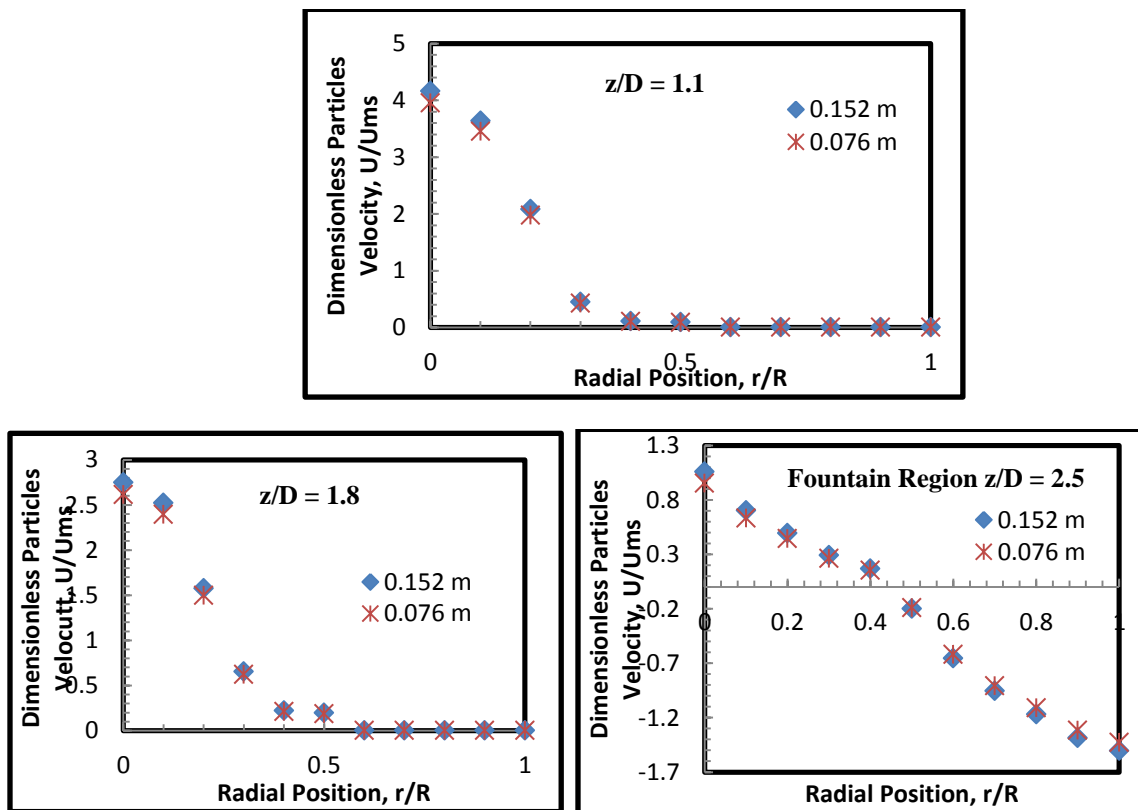 Dimensionless Particles
Velocity, U/Ums
5
4
3
2
1
0
z/D = 1.1
0.152 m
0.076 m
0
0.5
1
Radial Position, r/R
Dimensionless Particles
Velocutt, U/Ums
3
2.5
2
1.5
1
0.5
0
z/D = 1.8
0.152 m
0.076 m
0
0.5
1
Radial Position, r/R
Dimensionless Particles
Velocity, U/Ums
1.3
0.8
0.3
-0.2
-0.7
-1.2
-1.7
Fountain Region z/D = 2.5
0.152 m
0.076 m
0
0.2
0.4
0.6
0.8
1
Radial Position, r/R